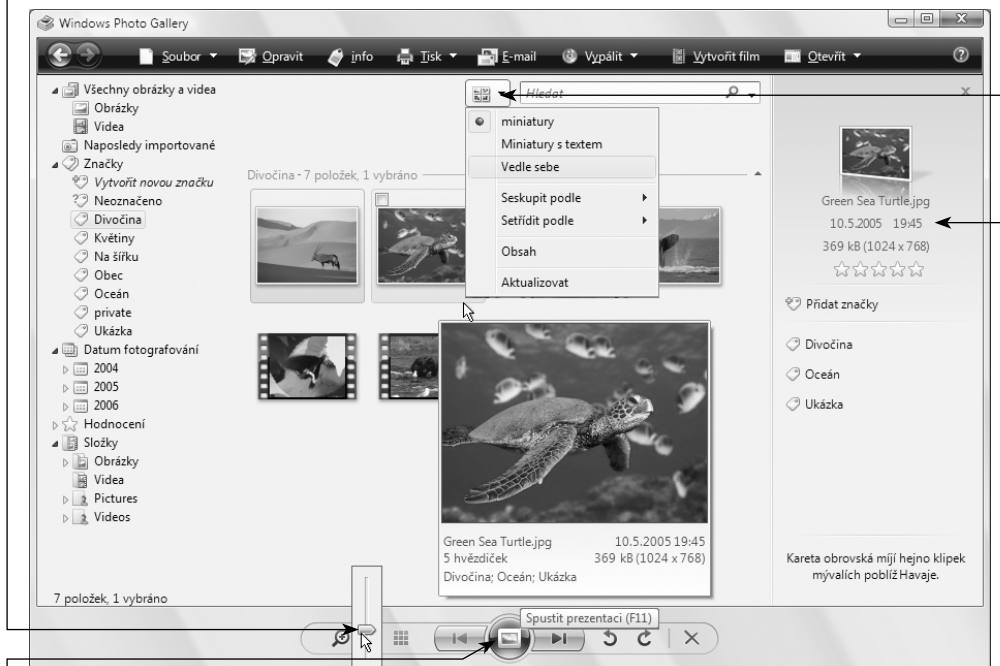 Windows Photo Gallery
Soubor
Opravit
info
Tisk
E-mail
Vypálit
Vytvořit film
Otevřít
Všechny obrázky a videa
Obrázky
Videa
Naposledy importované
Značky
Vytvořit novou značku
Neoznačeno
Divočina
Květiny
Na šířku
Obec
Oceán
private
Ukázka
Datum fotografování
2004
2005
2006
Hodnocení
Složky
Obrázky
Videa
Pictures
Videos
7 položek, 1 vybráno
Hledat
Divočina - 7 položek, 1 vybráno
miniatury
Miniatury s textem
Vedle sebe
Seskupit podle
Setřídit podle
Obsah
Aktualizovat
Green Sea Turtle.jpg 10.5.2005 19:45
5 hvězdiček 369 kB (1024 x 768)
Divočina; Oceán; Ukázka
Green Sea Turtle.jpg
10.5.2005 19:45
369 kB (1024 x 768)
Přidat značky
Divočina
Oceán
Ukázka
Kareta obrovská míjí hejno klipek
mývalích poblíž Havaje.
Spustit prezentaci (F11)